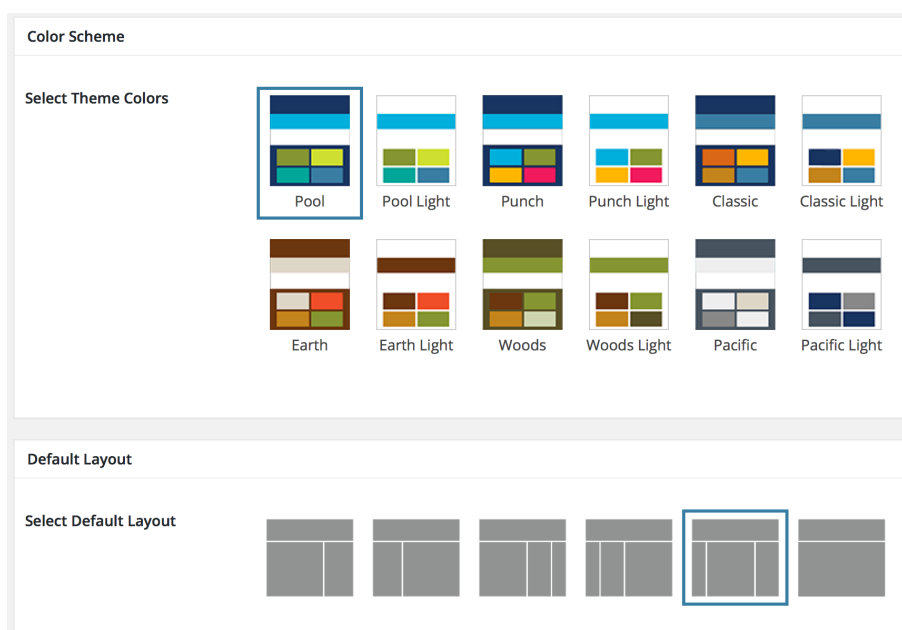 Color Scheme
Select Theme Colors
Pool Pool Light Punch Punch Light Classic Classic Light
Earth Earth Light Woods Woods Light Pacific Pacific Light
Default Layout
Select Default Layout